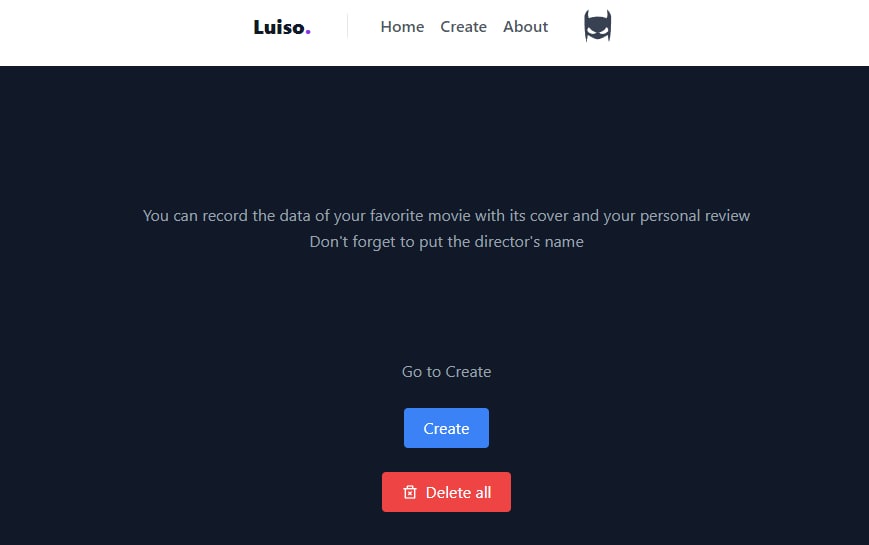 Luiso.
Home Create About
You can record the data of your favorite movie with its cover and your personal review
Don't forget to put the director's name
Go to Create
Create
Delete all